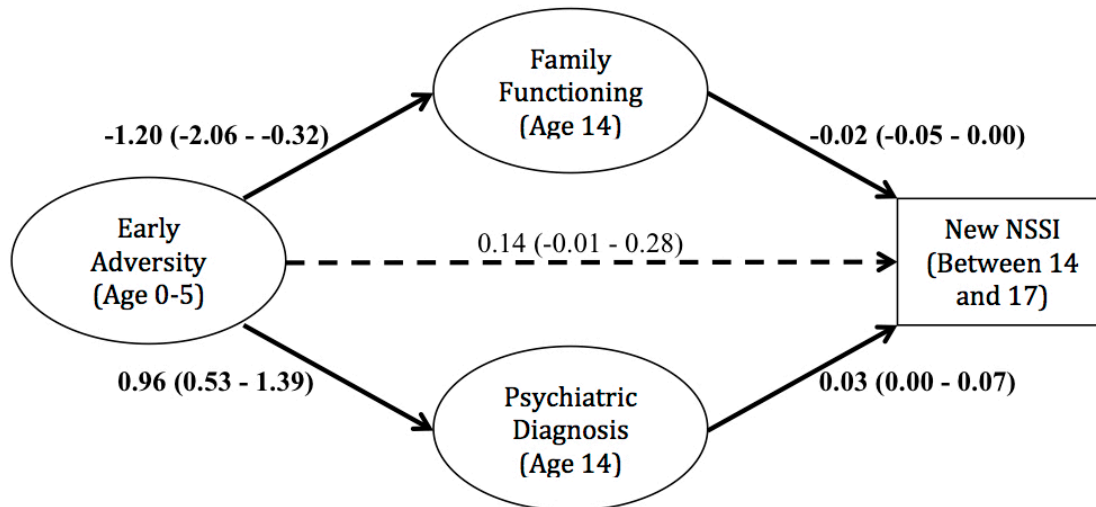 Family
Functioning
(Age 14)
-1.20 (-2.06 - -0.32)
-0.02 (-0.05 - 0.00)
Early
Adversity
(Age 0-5)
0.14 (-0.01 - 0.28)
New NSSI
(Between 14
and 17)
0.96 (0.53 - 1.39)
0.03 (0.00 - 0.07)
Psychiatric
Diagnosis
(Age 14)